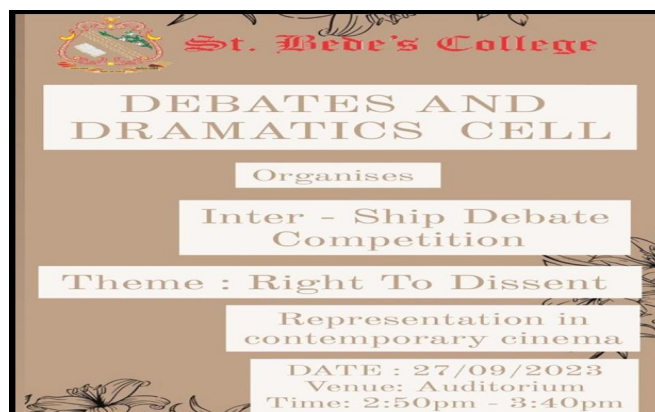 St. Bede's College
DEBATES AND
DRAMATICS CELL
Organises
Inter - Ship Debate
Competition
Theme : Right To Dissent
Representation in
contemporary cinema
DATE : 27/09/2023
Venue: Auditorium
Time: 2:50pm - 3:40pm